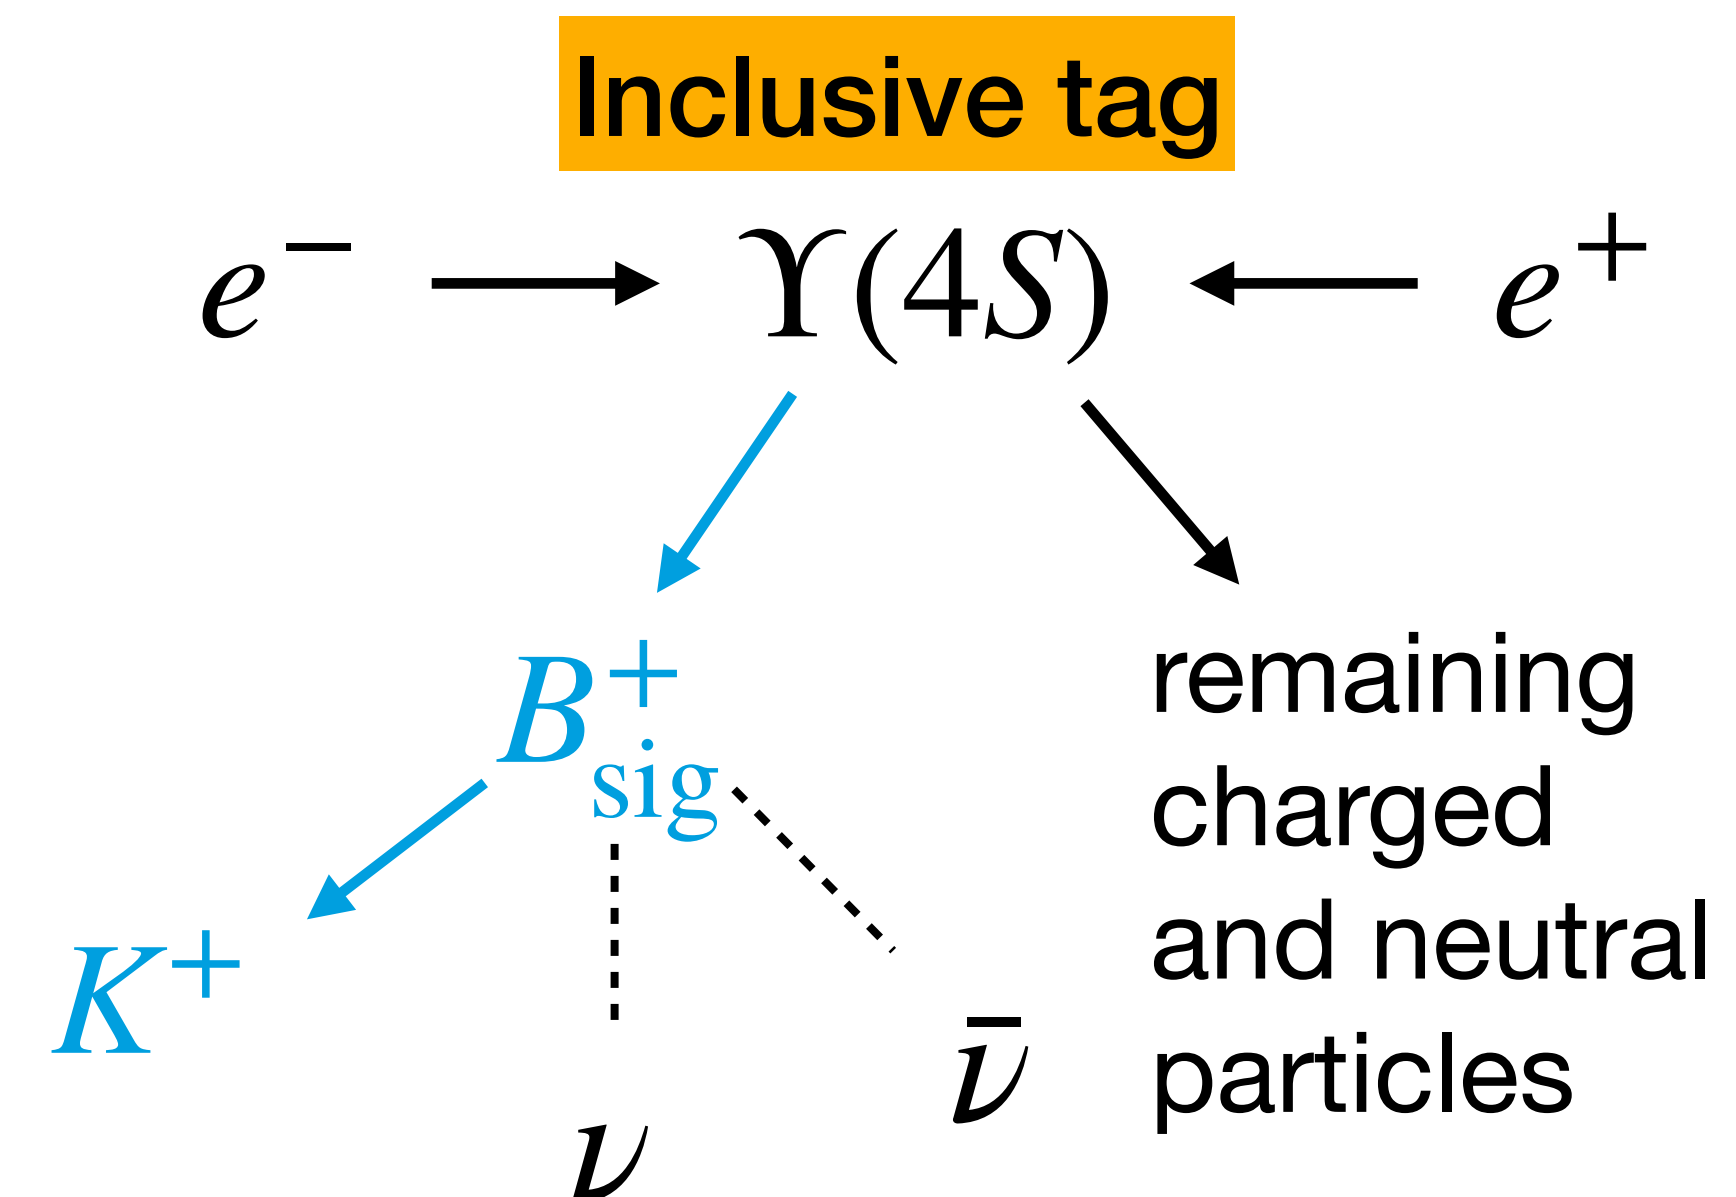 Inclusive tag
e⁻ ϒ(4S) e⁺
B⁺sig
remaining
charged
and neutral
particles
K⁺
ν̄
ν